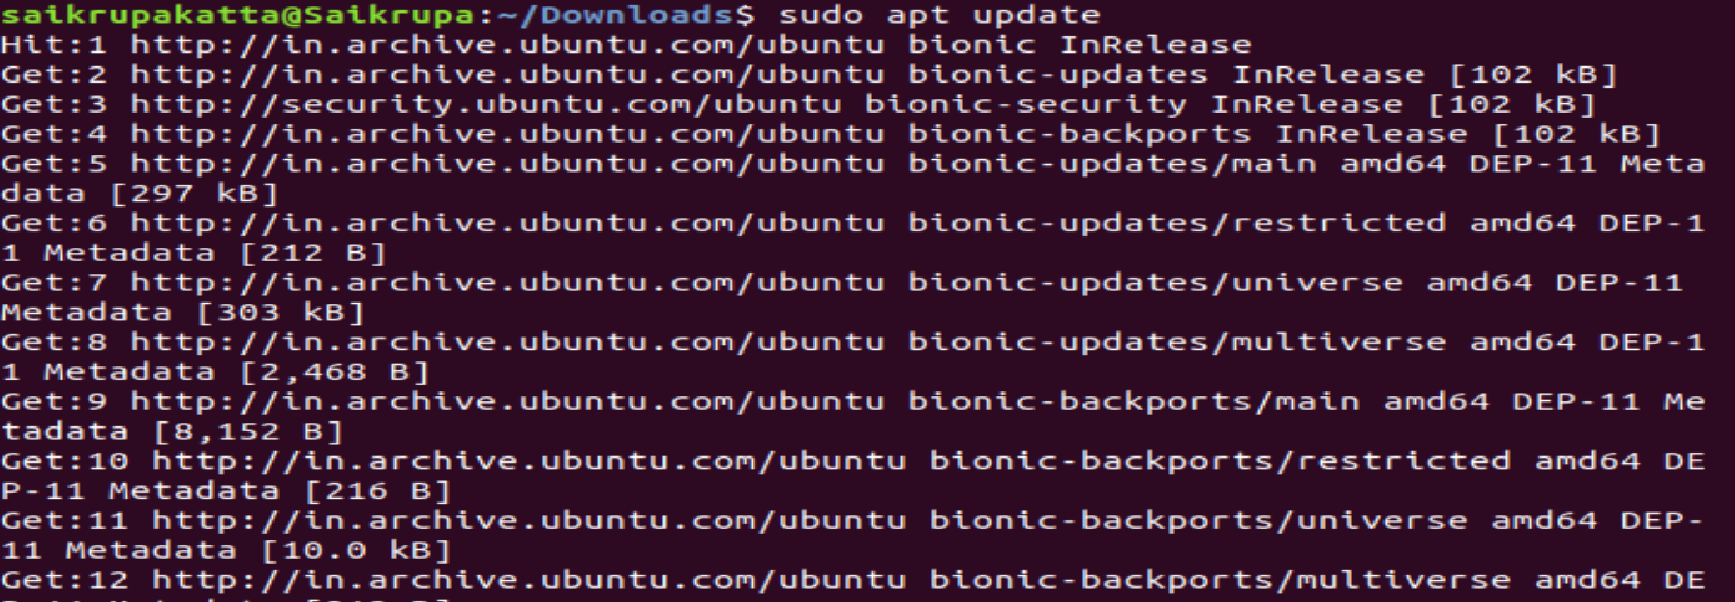 saikrupakatta@Saikrupa:~/Downloads$ sudo apt update
Hit:1 http://in.archive.ubuntu.com/ubuntu bionic InRelease
Get:2 http://in.archive.ubuntu.com/ubuntu bionic-updates InRelease [102 kB]
Get:3 http://security.ubuntu.com/ubuntu bionic-security InRelease [102 kB]
Get:4 http://in.archive.ubuntu.com/ubuntu bionic-backports InRelease [102 kB]
Get:5 http://in.archive.ubuntu.com/ubuntu bionic-updates/main amd64 DEP-11 Meta
data [297 kB]
Get:6 http://in.archive.ubuntu.com/ubuntu bionic-updates/restricted amd64 DEP-1
1 Metadata [212 B]
Get:7 http://in.archive.ubuntu.com/ubuntu bionic-updates/universe amd64 DEP-11
Metadata [303 kB]
Get:8 http://in.archive.ubuntu.com/ubuntu bionic-updates/multiverse amd64 DEP-1
1 Metadata [2,468 B]
Get:9 http://in.archive.ubuntu.com/ubuntu bionic-backports/main amd64 DEP-11 Me
tadata [8,152 B]
Get:10 http://in.archive.ubuntu.com/ubuntu bionic-backports/restricted amd64 DE
P-11 Metadata [216 B]
Get:11 http://in.archive.ubuntu.com/ubuntu bionic-backports/universe amd64 DEP-
11 Metadata [10.0 kB]
Get:12 http://in.archive.ubuntu.com/ubuntu bionic-backports/multiverse amd64 DE